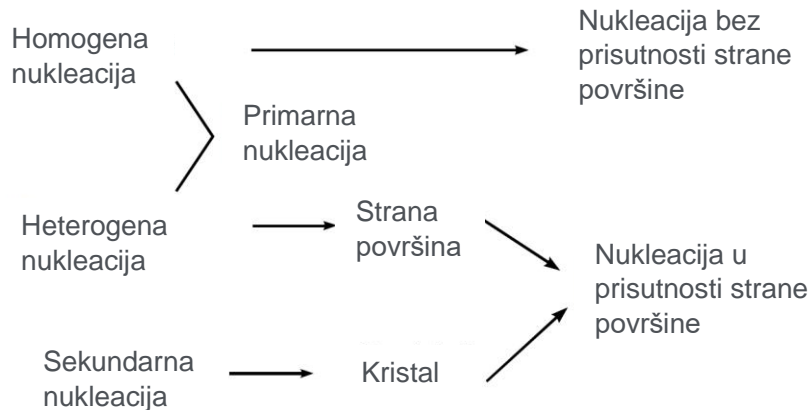 Homogena
nukleacija
Nukleacija bez
prisutnosti strane
površine
Primarna
nukleacija
Heterogena
nukleacija
Strana
površina
Nukleacija u
prisutnosti strane
površine
Sekundarna
nukleacija
Kristal